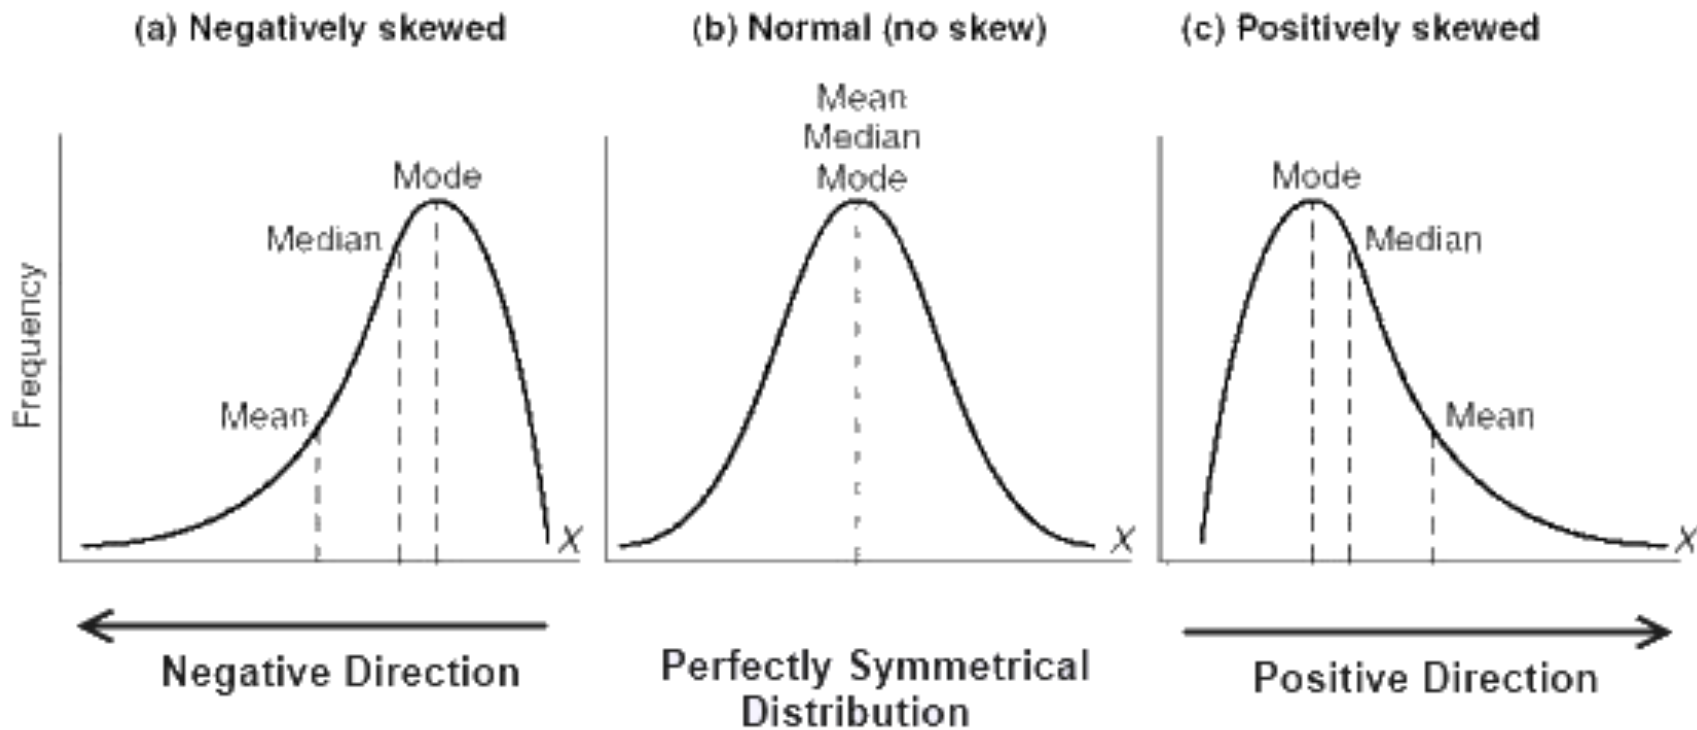 (a) Negatively skewed
(b) Normal (no skew)
(c) Positively skewed
Mean
Median
Mode
Mode
Mode
Median
Median
Mean
Mean
Frequency
X
X
X
Negative Direction
Perfectly Symmetrical
Distribution
Positive Direction